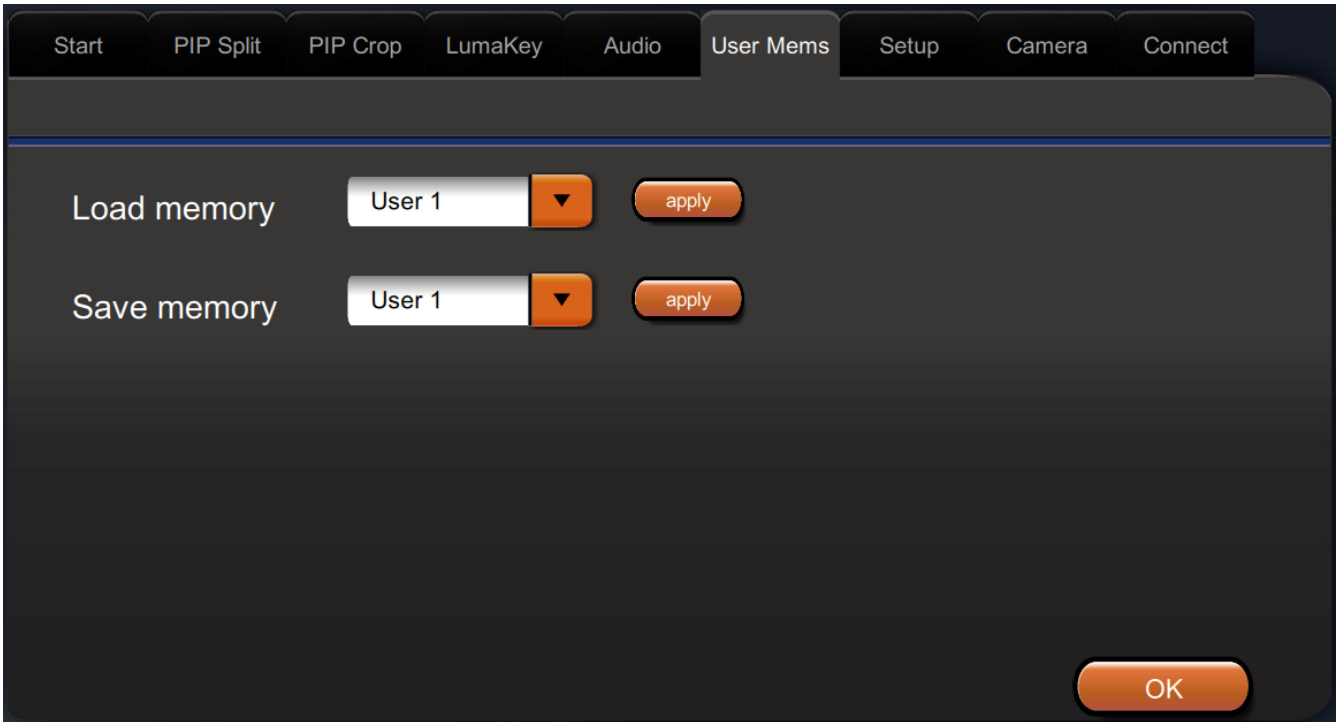 Start PIP Split PIP Crop LumaKey Audio User Mems Setup Camera Connect
Load memory User 1 apply
Save memory User 1 apply
OK